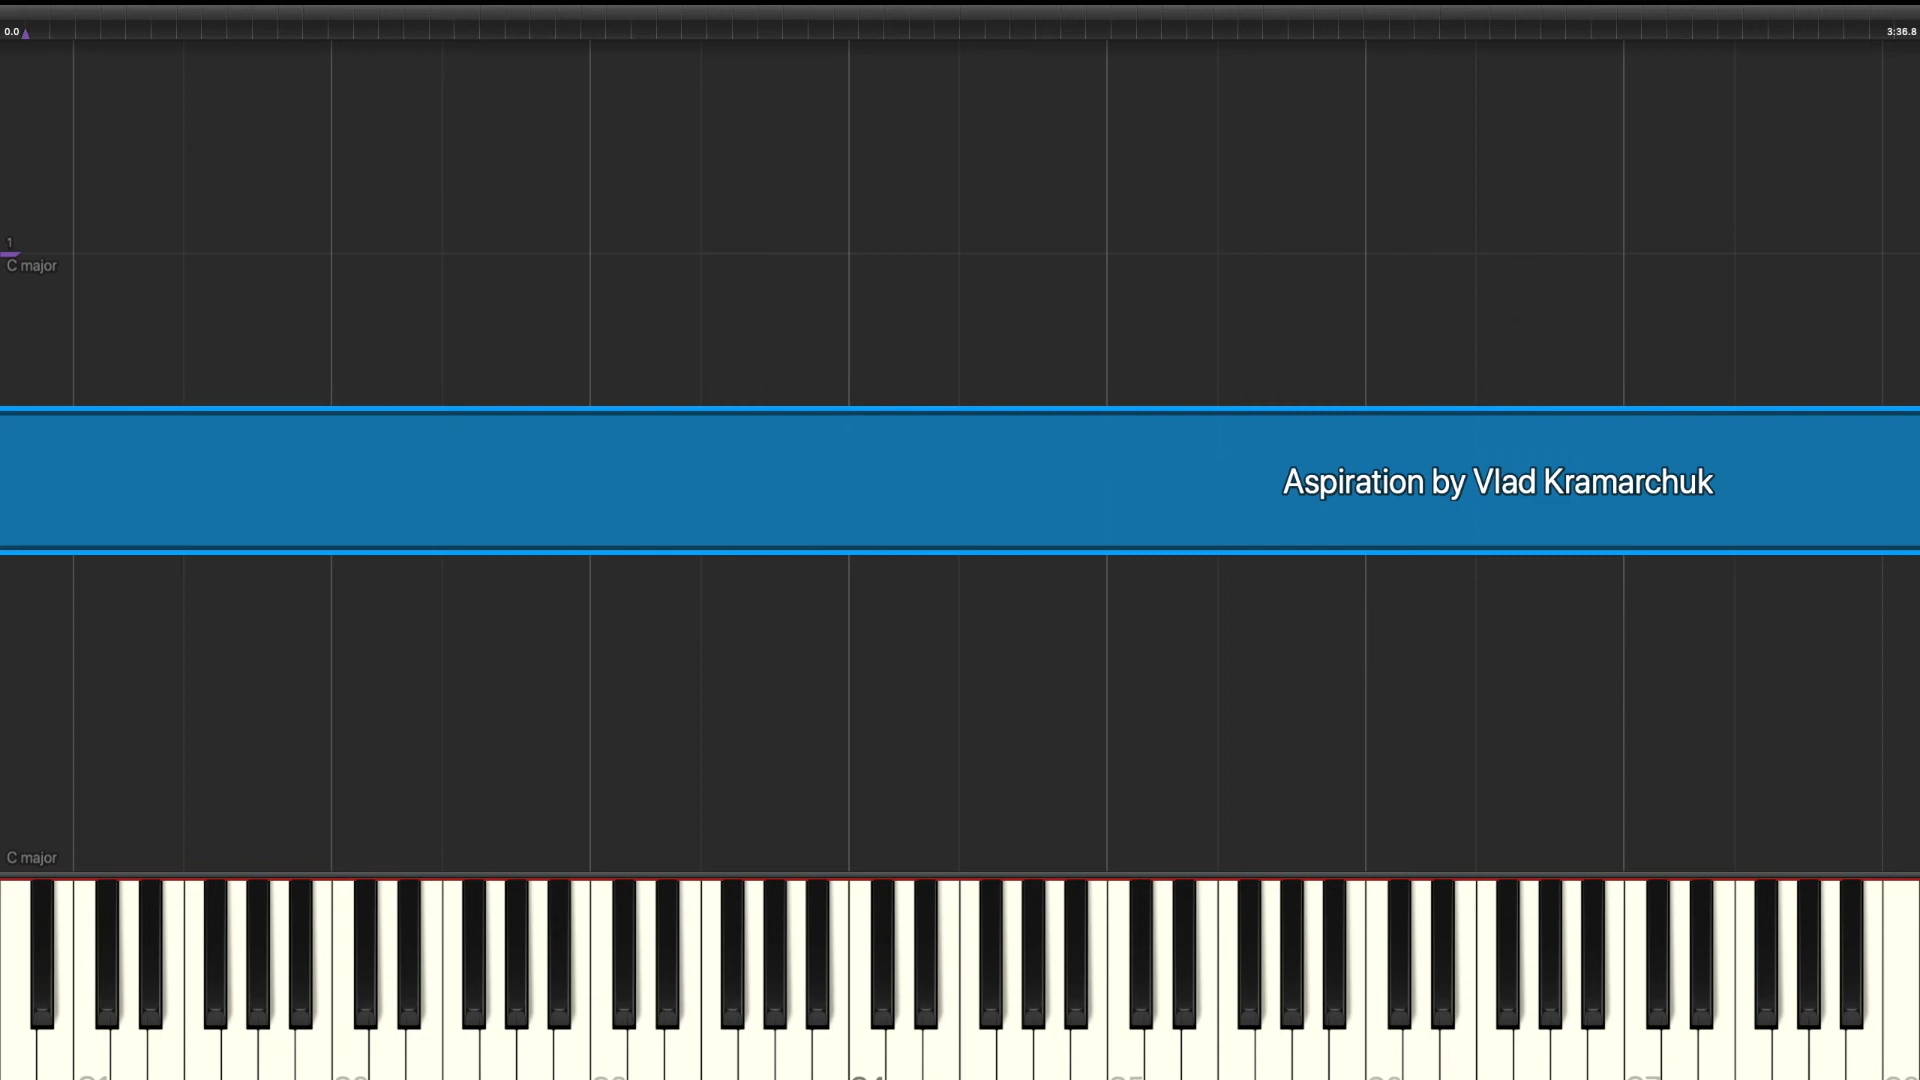 0.0 3:36.8
1
C major
Aspiration by Vlad Kramarchuk
C major